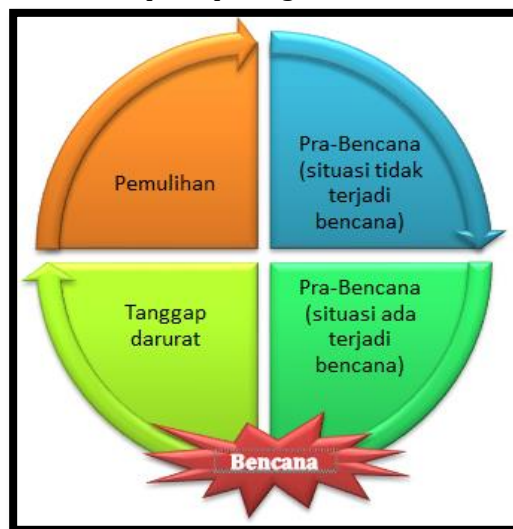 Pemulihan
Pra-Bencana
(situasi tidak
terjadi
bencana)
Tanggap
darurat
Pra-Bencana
(situasi ada
terjadi
bencana)
Bencana